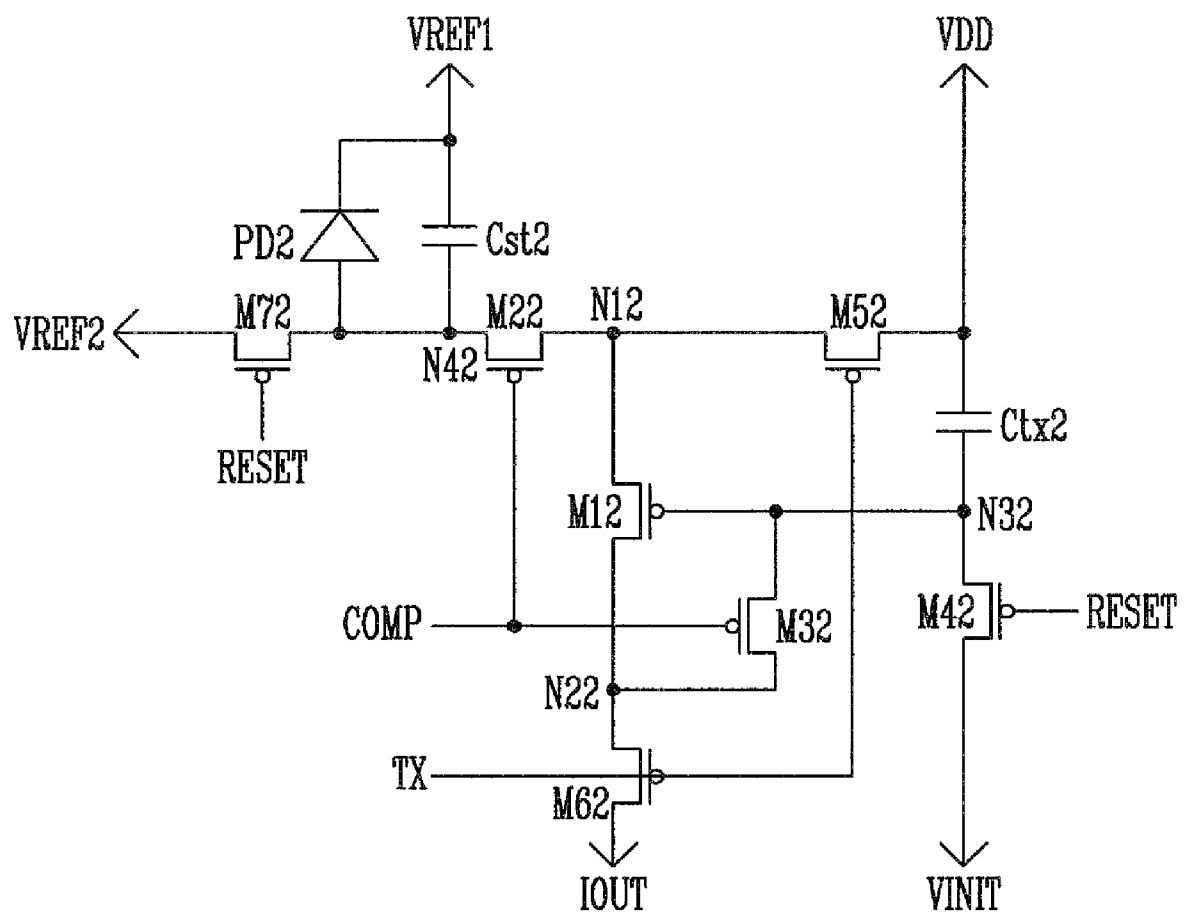 VREF1
VDD
PD2
Cst2
M72
M22
N12
M52
VREF2
N42
Ctx2
RESET
M12
N32
COMP
M32
M42
RESET
N22
TX
M62
IOUT
VINIT